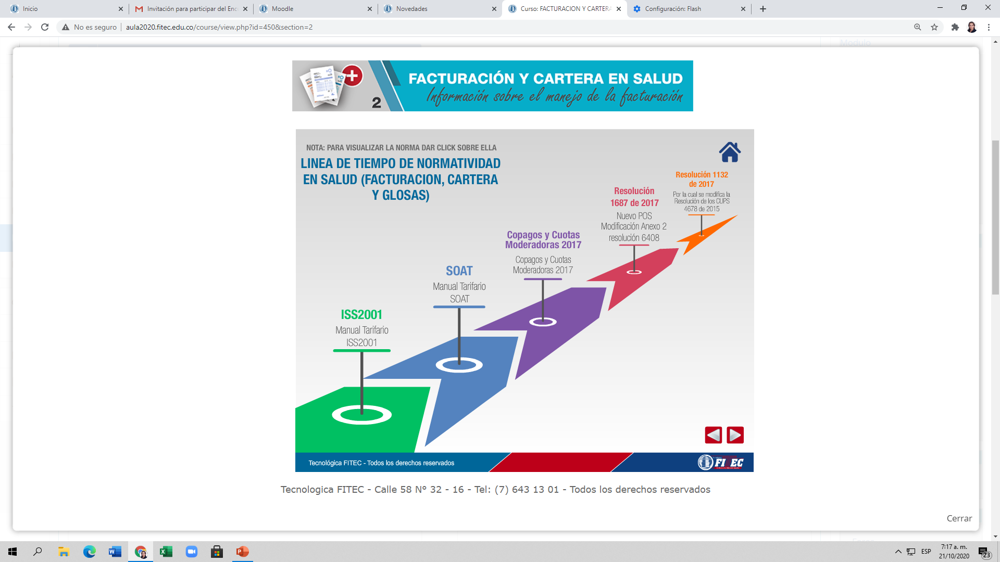 Inicio
Invitación para participar del Enc
Moodle
Novedades
Curso: FACTURACION Y CARTERA
Configuración: Flash
No es seguro
aula2020.fitec.edu.co/course/view.php?id=450&section=2
Modulo
FACTURACIÓN Y CARTERA EN SALUD
Información sobre el manejo de la facturación
2
NOTA: PARA VISUALIZAR LA NORMA DAR CLICK SOBRE ELLA
LINEA DE TIEMPO DE NORMATIVIDAD
EN SALUD (FACTURACION, CARTERA
Y GLOSAS)
Resolución 1132
de 2017
Por la cual se modifica la
Resolución de los CUPS
4678 de 2015
Resolución
1687 de 2017
Nuevo POS
Modificación Anexo 2
resolución 6408
Copagos y Cuotas
Moderadoras 2017
Copagos y Cuotas
Moderadoras 2017
SOAT
Manual Tarifario
SOAT
ISS2001
Manual Tarifario
ISS2001
Tecnológica FITEC - Todos los derechos reservados
FITEC
Tecnologica FITEC - Calle 58 N° 32 - 16 - Tel: (7) 643 13 01 - Todos los derechos reservados
Cerrar
ESP
7:17 a. m.
21/10/2020
23